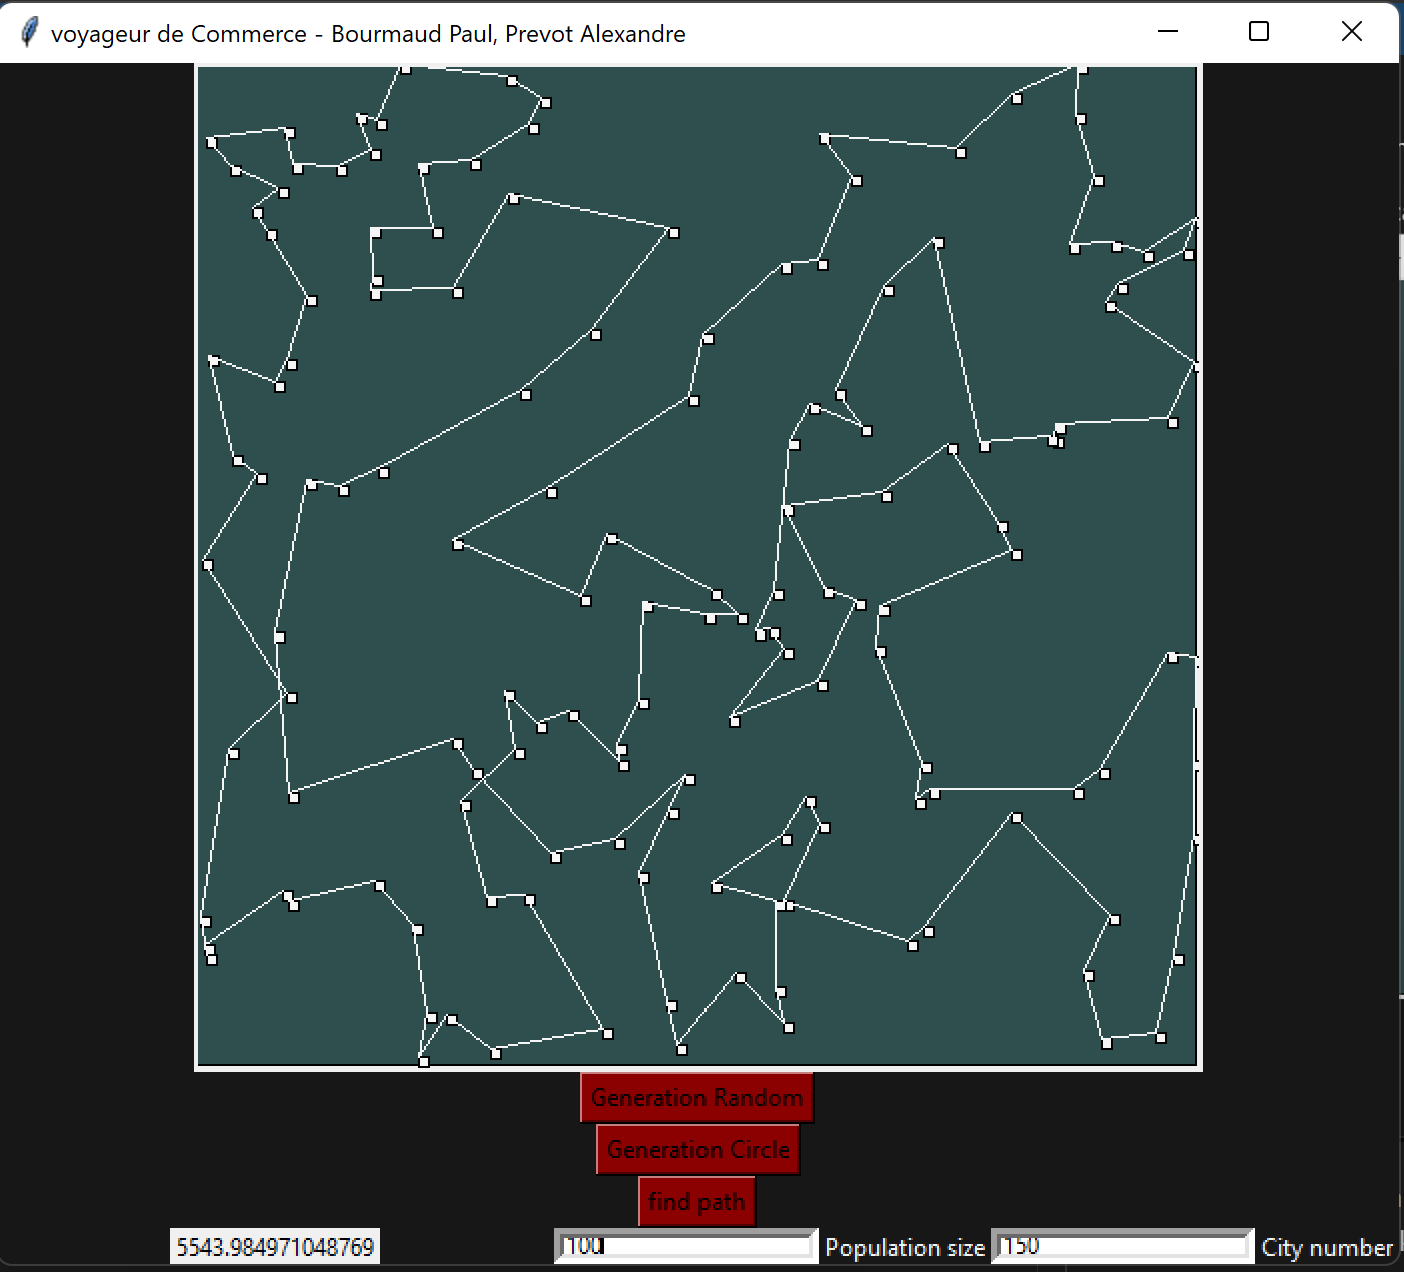 voyageur de Commerce - Bourmaud Paul, Prevot Alexandre
Generation Random
Generation Circle
find path
5543.984971048769 100 Population size 150 City number